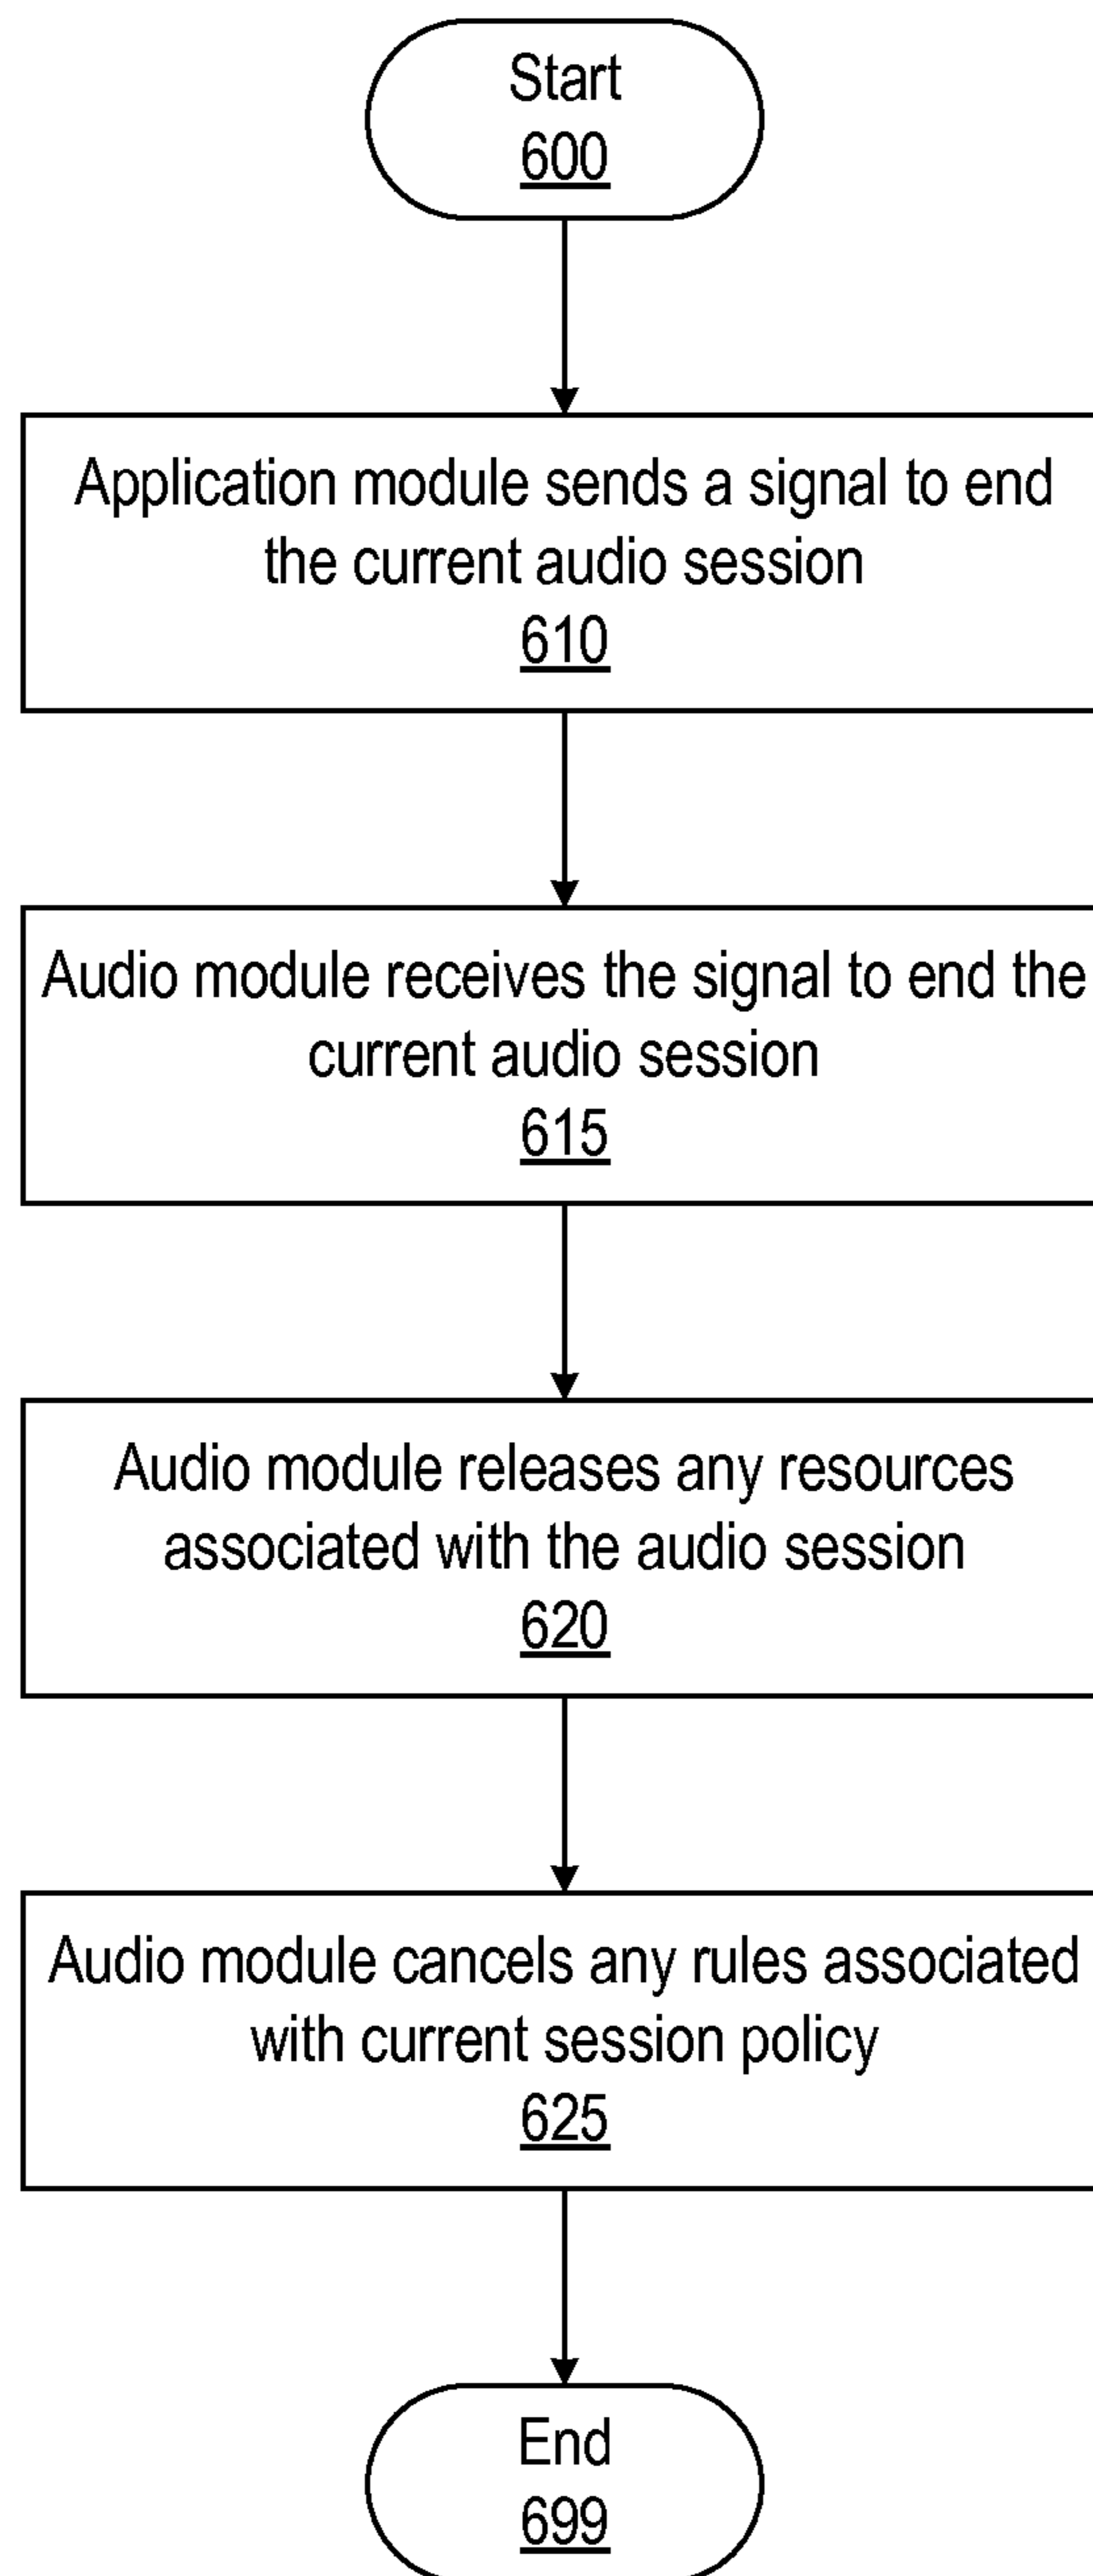 Start
600
Application module sends a signal to end
the current audio session
610
Audio module receives the signal to end the
current audio session
615
Audio module releases any resources
associated with the audio session
620
Audio module cancels any rules associated
with current session policy
625
End
699